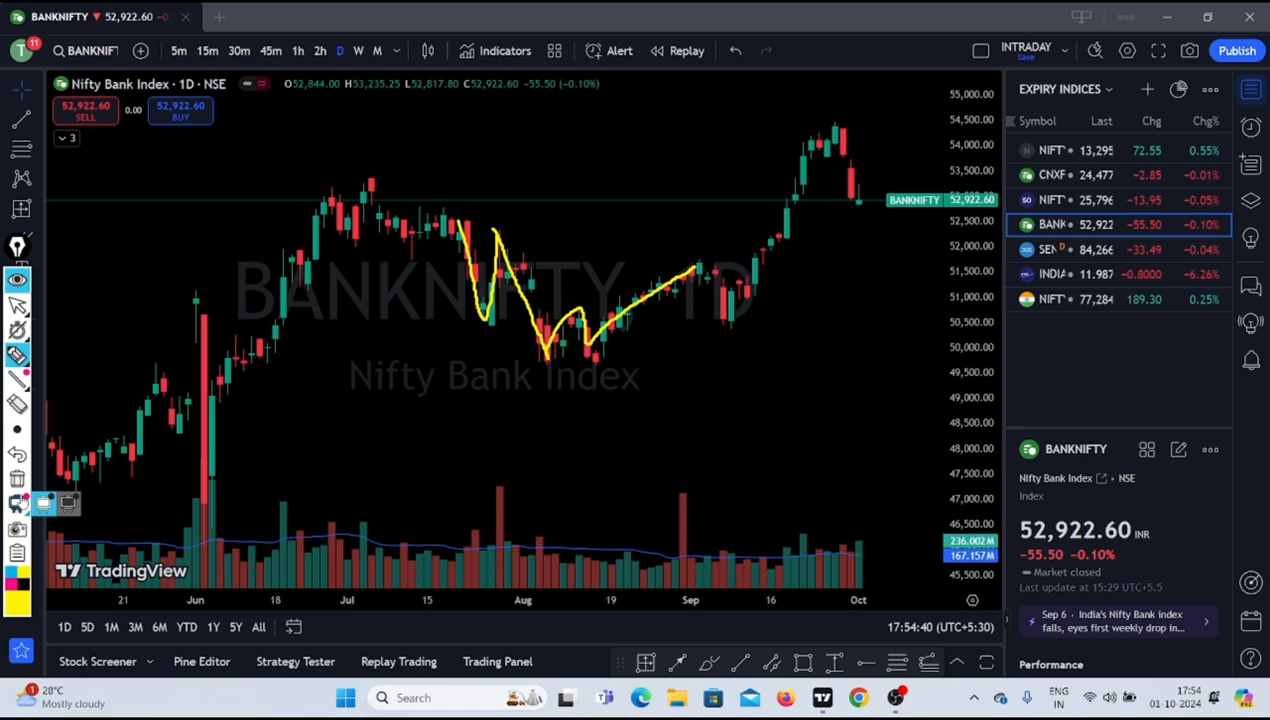 BANKNIFTY ▼ 52,922.60 −0.
T 11 BANKNIF1 5m 15m 30m 45m 1h 2h D W M Indicators Alert Replay INTRADAY Save Publish
Nifty Bank Index · 1D · NSE O52,844.00 H53,235.25 L52,817.80 C52,922.60 −55.50 (−0.10%)
52,922.60 SELL 0.00 52,922.60 BUY
3
BANKNIFTY, 1D
Nifty Bank Index
55,000.00
54,500.00
54,000.00
53,500.00
BANKNIFTY 52,922.60
52,500.00
52,000.00
51,500.00
51,000.00
50,500.00
50,000.00
49,500.00
49,000.00
48,500.00
48,000.00
47,500.00
47,000.00
46,500.00
236.002M
167.157M
45,500.00
TradingView
21 Jun 18 Jul 15 Aug 19 Sep 16 Oct
1D 5D 1M 3M 6M YTD 1Y 5Y All 17:54:40 (UTC+5:30)
Stock Screener Pine Editor Strategy Tester Replay Trading Trading Panel
EXPIRY INDICES
Symbol Last Chg Chg%
NIFT 13,295 72.55 0.55%
CNXF 24,477 −2.85 −0.01%
NIFT 25,796 −13.95 −0.05%
BANK 52,922 −55.50 −0.10%
SEN D 84,266 −33.49 −0.04%
INDIA 11.987 −0.8000 −6.26%
NIFT 77,284 189.30 0.25%
BANKNIFTY
Nifty Bank Index • NSE
Index
52,922.60 INR
−55.50 −0.10%
Market closed
Last update at 15:29 UTC+5.5
Sep 6 · India's Nifty Bank index
falls, eyes first weekly drop in...
Performance
1 28°C
Mostly cloudy
Search
ENG
IN
17:54
01-10-2024